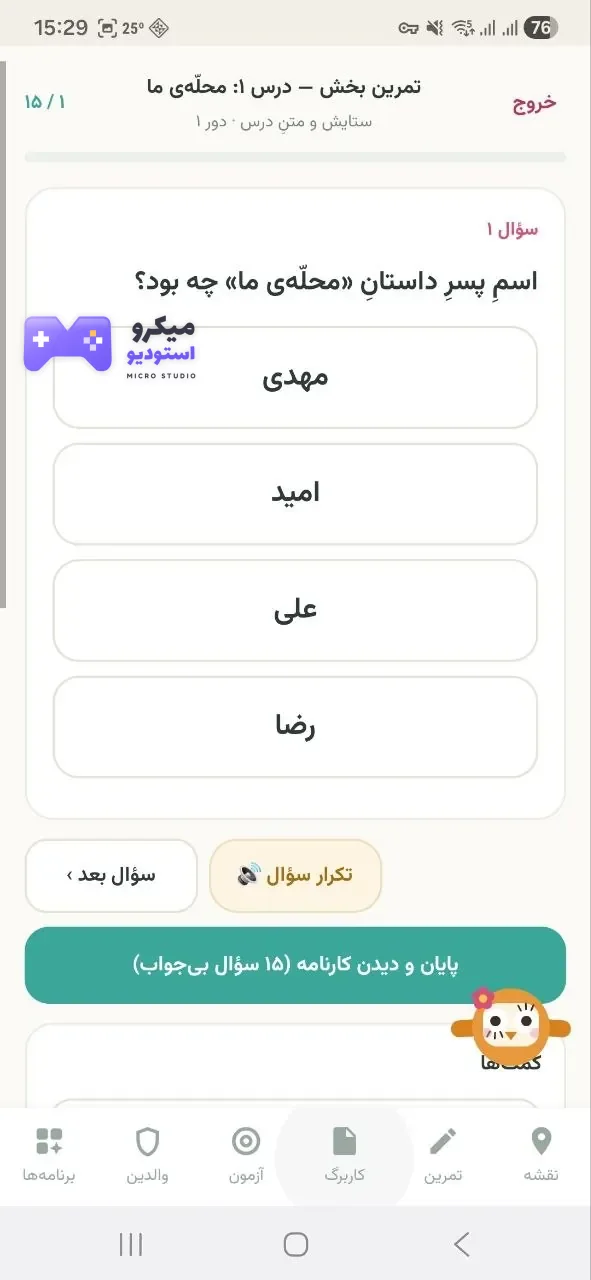 15:29
25°
76
تمرین بخش — درس ۱: محلّه‌ی ما
خروج
۱ / ۱۵
ستایش و متنِ درس · دور ۱
سؤال ۱
اسمِ پسرِ داستانِ «محلّه‌ی ما» چه بود؟
میکرو
استودیو
MICRO STUDIO
مهدی
امید
علی
رضا
تکرار سؤال
سؤال بعد ›
پایان و دیدن کارنامه (۱۵ سؤال بی‌جواب)
کمک‌ها
نقشه
تمرین
کاربرگ
آزمون
والدین
برنامه‌ها